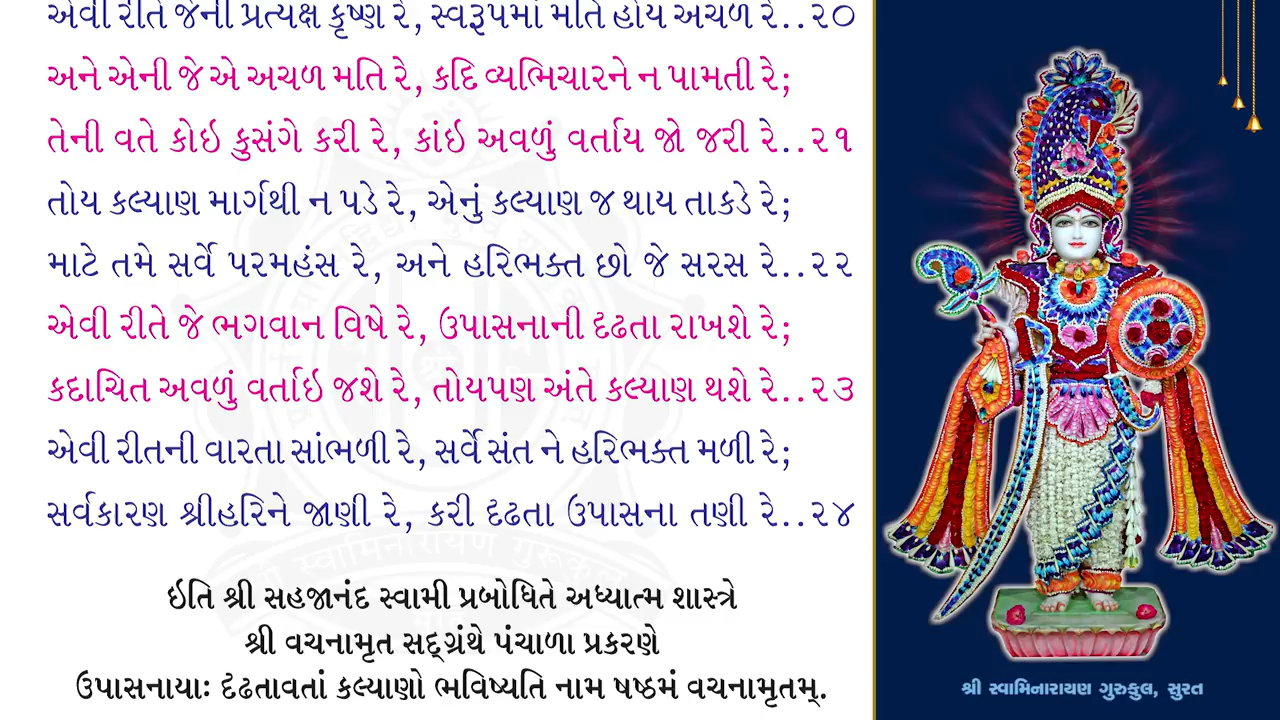 એવી રીતે જેની પ્રત્યક્ષ કૃષ્ણ રે, સ્વરૂપમાં મતિ હોય અચળ રે..૨૦
અને એની જે એ અચળ મતિ રે, કદિ વ્યભિચારને ન પામતી રે;
તેની વતે કોઇ કુસંગે કરી રે, કાંઇ અવળું વર્તાય જો જરી રે..૨૧
તોય કલ્યાણ માર્ગથી ન પડે રે, એનું કલ્યાણ જ થાય તાકડે રે;
માટે તમે સર્વે પરમહંસ રે, અને હરિભક્ત છો જે સરસ રે..૨૨
એવી રીતે જે ભગવાન વિષે રે, ઉપાસનાની દંઢતા રાખશે રે;
કદાચિત અવળું વર્તાઇ જશે રે, તોયપણ અંતે કલ્યાણ થશે રે..૨૩
એવી રીતની વારતા સાંભળી રે, સર્વે સંત ને હરિભક્ત મળી રે;
સર્વકારણ શ્રીહરિને જાણી રે, કરી દંઢતા ઉપાસના તણી રે..૨૪
ઇતિ શ્રી સહજાનંદ સ્વામી પ્રબોધિતે અધ્યાત્મ શાસ્ત્રે
શ્રી વચનામૃત સદ્‌ગ્રંથે પંચાળા પ્રકરણે
ઉપાસનાયાઃ દંઢતાવતાં કલ્યાણો ભવિષ્યતિ નામ ષષ્ઠમં વચનામૃતમ્.
શ્રી સ્વામિનારાયણ ગુરુકુલ, સુરત